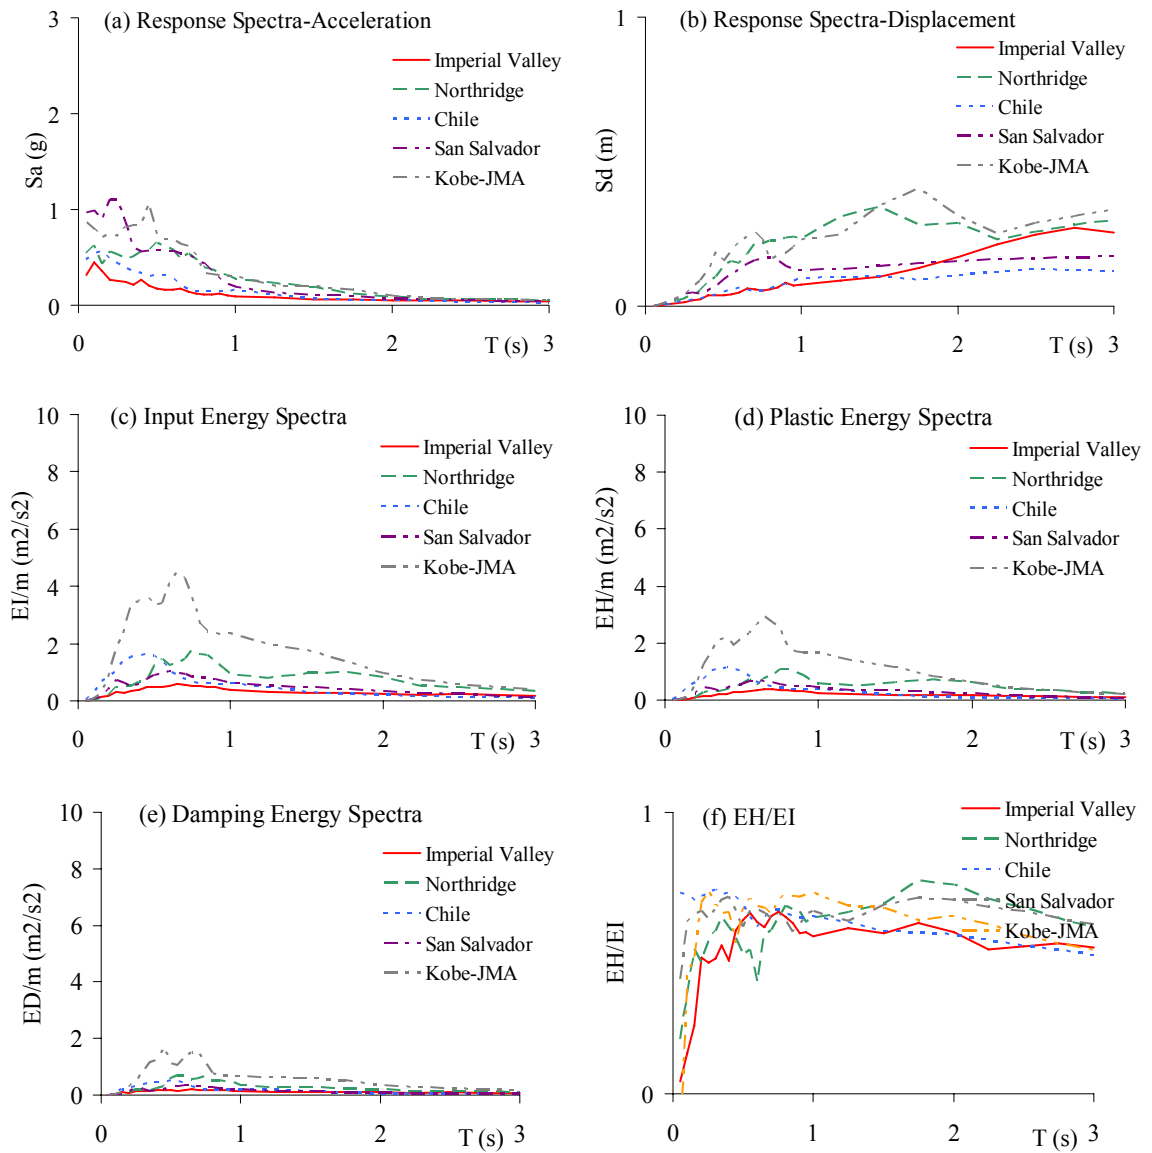 (a) Response Spectra-Acceleration
3
2
1
0
Sa (g)
Imperial Valley
Northridge
Chile
San Salvador
Kobe-JMA
0 1 2 T (s) 3
(b) Response Spectra-Displacement
1
0
Sd (m)
Imperial Valley
Northridge
Chile
San Salvador
Kobe-JMA
0 1 2 T (s) 3
(c) Input Energy Spectra
10
8
6
4
2
0
EI/m (m2/s2)
Imperial Valley
Northridge
Chile
San Salvador
Kobe-JMA
0 1 2 T (s) 3
(d) Plastic Energy Spectra
10
8
6
4
2
0
EH/m (m2/s2)
Imperial Valley
Northridge
Chile
San Salvador
Kobe-JMA
0 1 2 T (s) 3
(e) Damping Energy Spectra
10
8
6
4
2
0
ED/m (m2/s2)
Imperial Valley
Northridge
Chile
San Salvador
Kobe-JMA
0 1 2 T (s) 3
(f) EH/EI
1
0
EH/EI
Imperial Valley
Northridge
Chile
San Salvador
Kobe-JMA
0 1 2 T (s) 3